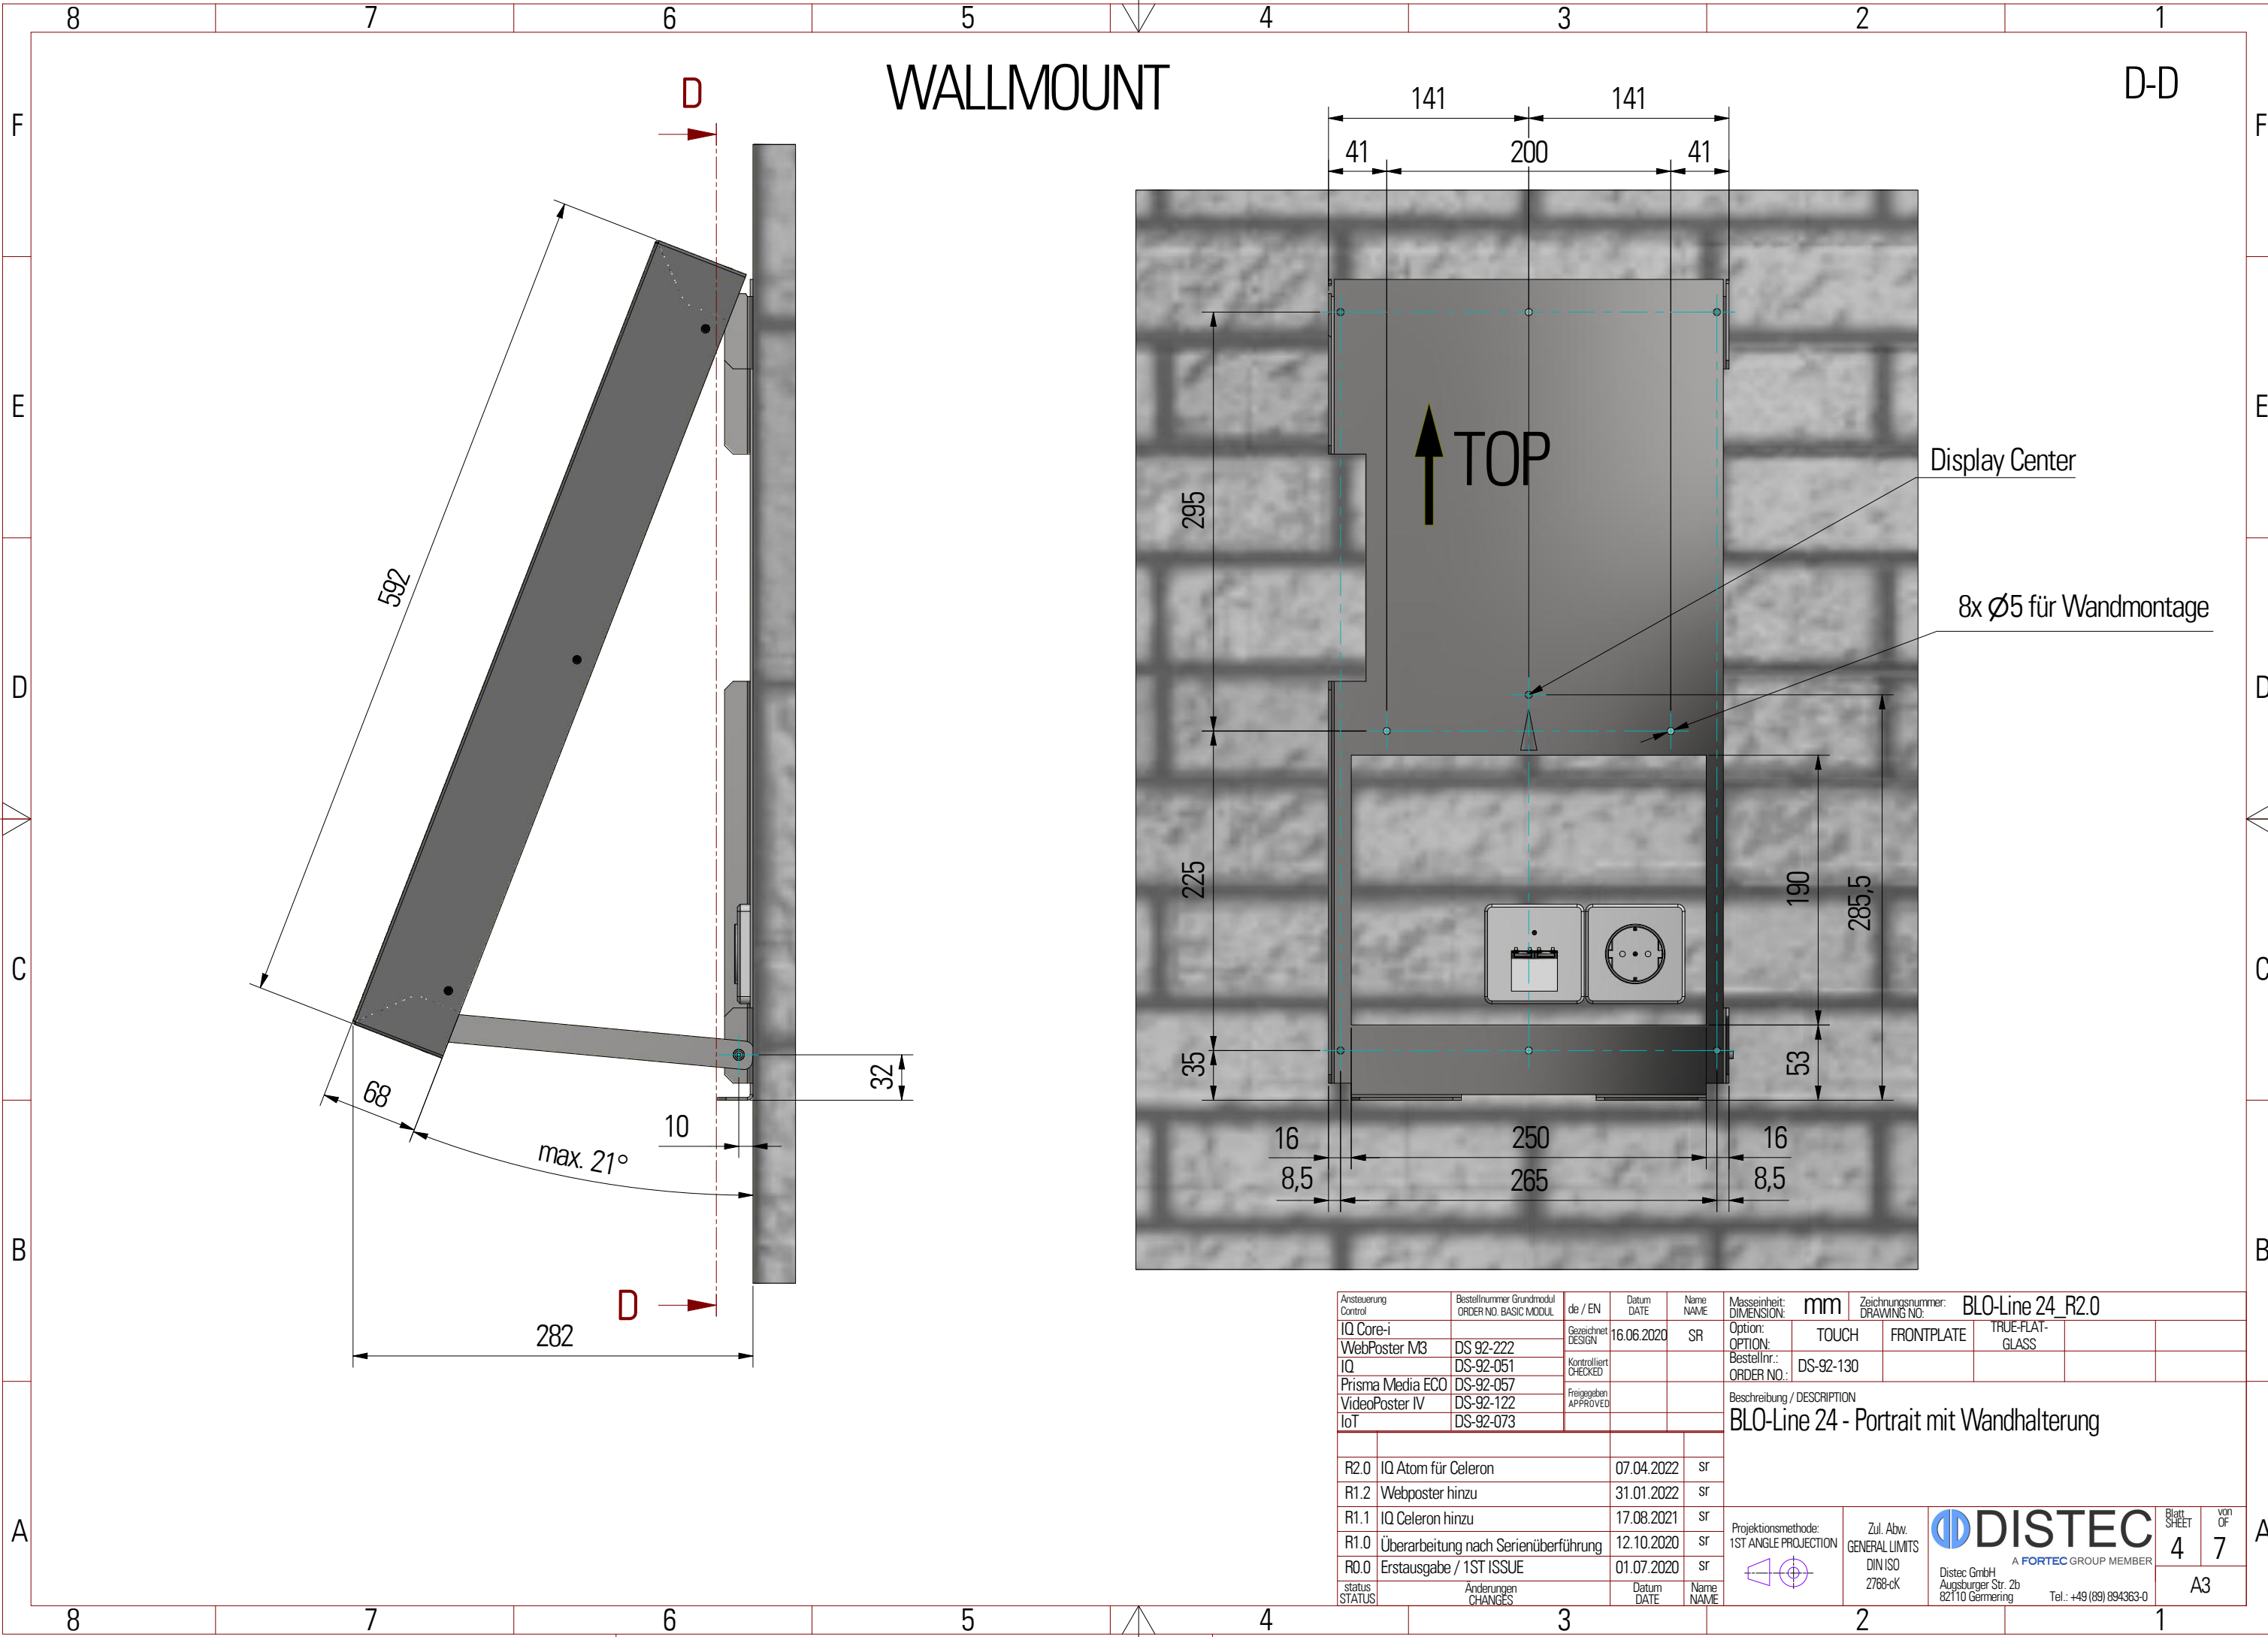 8 7 6 5 4 3 2 1
F
E
D
C
B
A
WALLMOUNT
D-D
D
592
68
max. 21°
10
32
282
D
141 141
41 200 41
TOP
Display Center
8x Ø5 für Wandmontage
295
225
35
190
285,5
53
16 250 16
8,5 265 8,5
F
E
D
C
B
A
Ansteuerung
Control
Bestellnummer Grundmodul
ORDER NO. BASIC MODUL
de / EN
Datum
DATE
Name
NAME
IQ Core-i
WebPoster M3 DS 92-222
IQ DS-92-051
Prisma Media ECO DS-92-057
VideoPoster IV DS-92-122
IoT DS-92-073
Gezeichnet
DESIGN
16.06.2020 SR
Kontrolliert
CHECKED
Freigegeben
APPROVED
Masseinheit:
DIMENSION:
mm
Zeichnungsnummer:
DRAWING NO:
BLO-Line 24_R2.0
Option:
OPTION:
TOUCH FRONTPLATE
TRUE-FLAT-
GLASS
Bestellnr.:
ORDER NO.:
DS-92-130
Beschreibung / DESCRIPTION
BLO-Line 24 - Portrait mit Wandhalterung
R2.0 IQ Atom für Celeron 07.04.2022 sr
R1.2 Webposter hinzu 31.01.2022 sr
R1.1 IQ Celeron hinzu 17.08.2021 sr
R1.0 Überarbeitung nach Serienüberführung 12.10.2020 sr
R0.0 Erstausgabe / 1ST ISSUE 01.07.2020 sr
status
STATUS
Änderungen
CHANGES
Datum
DATE
Name
NAME
Projektionsmethode:
1ST ANGLE PROJECTION
Zul. Abw.
GENERAL LIMITS
DIN ISO
2768-cK
DISTEC
A FORTEC GROUP MEMBER
Distec GmbH
Augsburger Str. 2b
82110 Germering Tel.: +49 (89) 894363-0
Blatt
SHEET
4
von
OF
7
A3
8 7 6 5 4 3 2 1